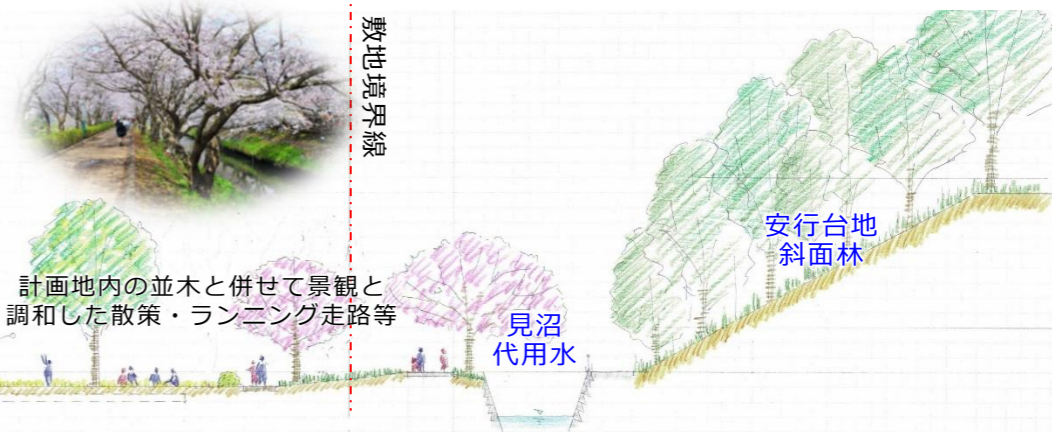 敷地境界線
計画地内の並木と併せて景観と
調和した散策・ランニング走路等
見沼
代用水
安行台地
斜面林